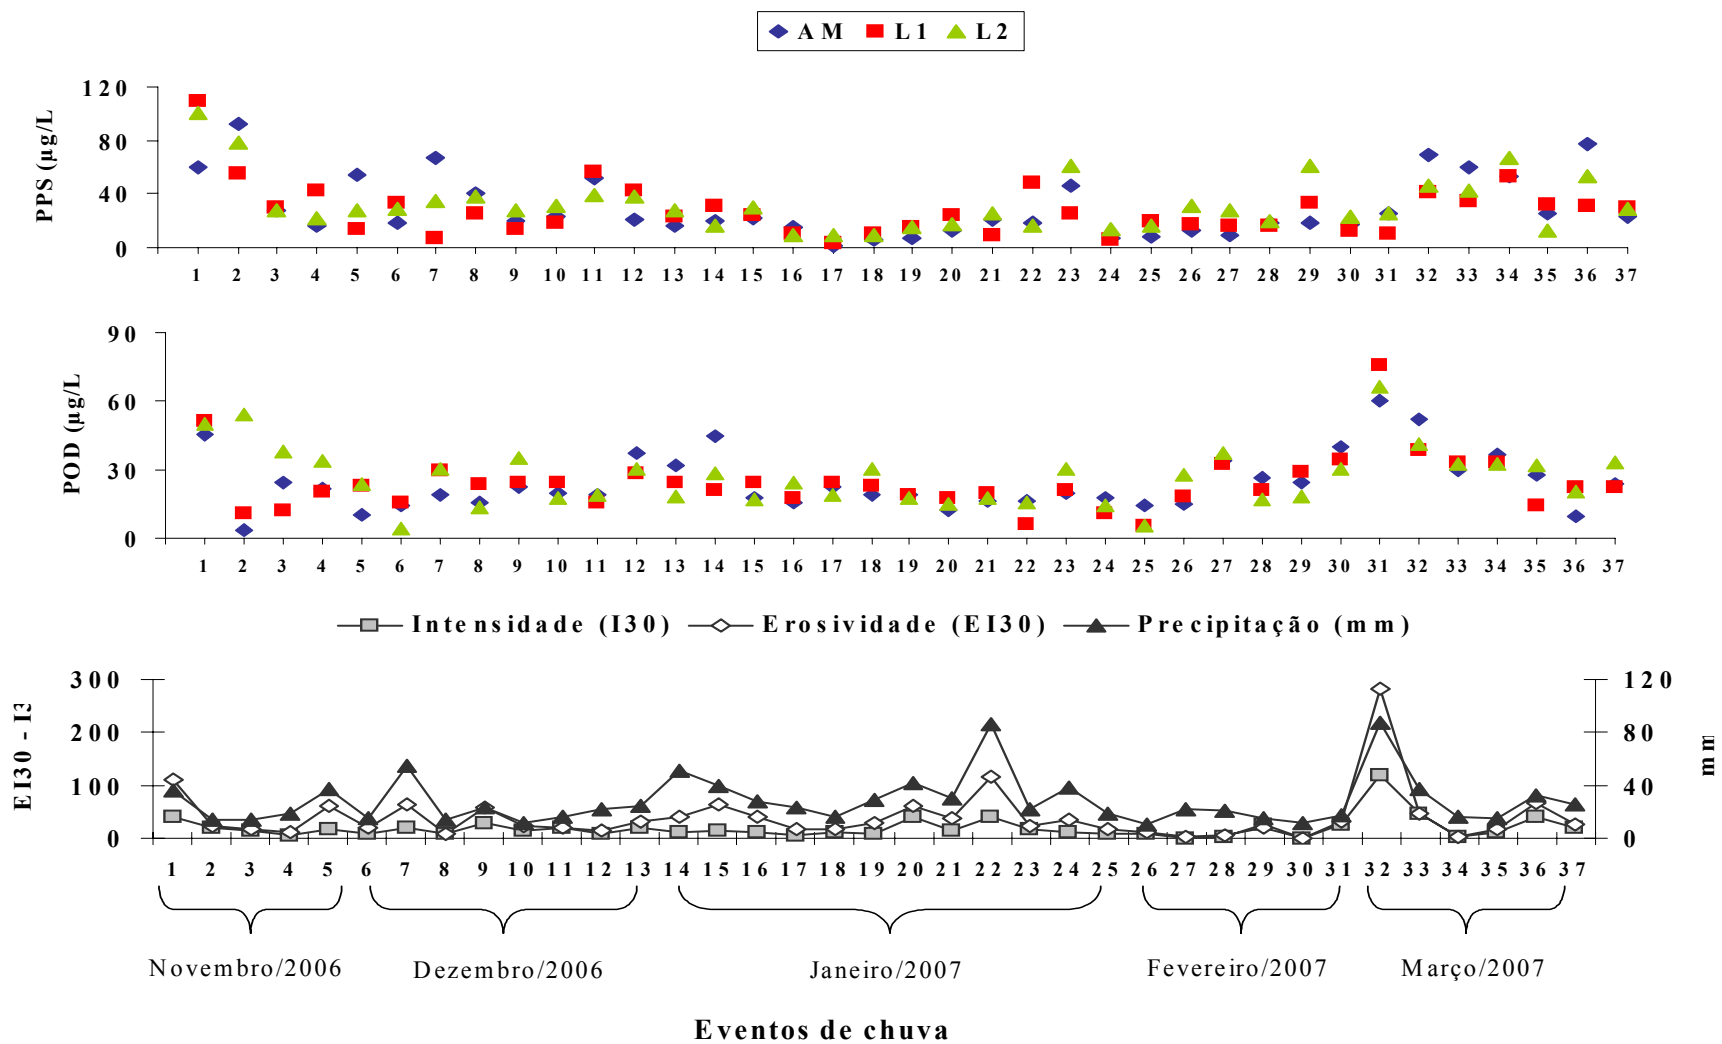 AM L1 L2
PPS (µg/L
120
80
40
0
1 2 3 4 5 6 7 8 9 10 11 12 13 14 15 16 17 18 19 20 21 22 23 24 25 26 27 28 29 30 31 32 33 34 35 36 37
POD (µg/L
90
60
30
0
1 2 3 4 5 6 7 8 9 10 11 12 13 14 15 16 17 18 19 20 21 22 23 24 25 26 27 28 29 30 31 32 33 34 35 36 37
Intensidade (I30) Erosividade (EI30) Precipitação (mm)
EI30 - I3
300 120
200 80
100 40
0 0
mm
1 2 3 4 5 6 7 8 9 10 11 12 13 14 15 16 17 18 19 20 21 22 23 24 25 26 27 28 29 30 31 32 33 34 35 36 37
Novembro/2006 Dezembro/2006 Janeiro/2007 Fevereiro/2007 Março/2007
Eventos de chuva